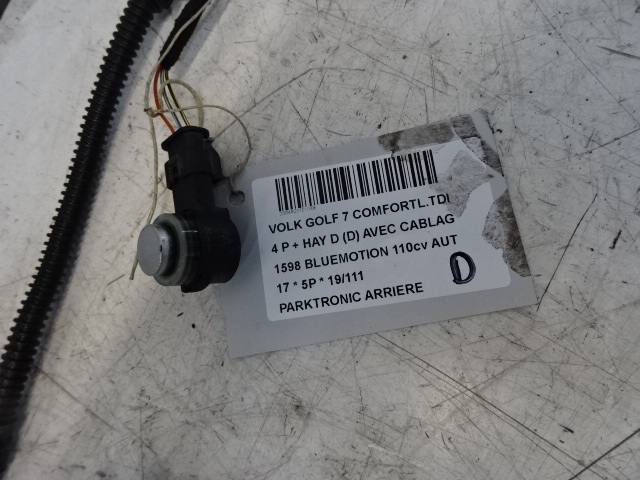 VOLK GOLF 7 COMFORTL.TDI
4 P + HAY D (D) AVEC CABLAG
1598 BLUEMOTION 110cv AUT
17 * 5P * 19/111
PARKTRONIC ARRIERE
D